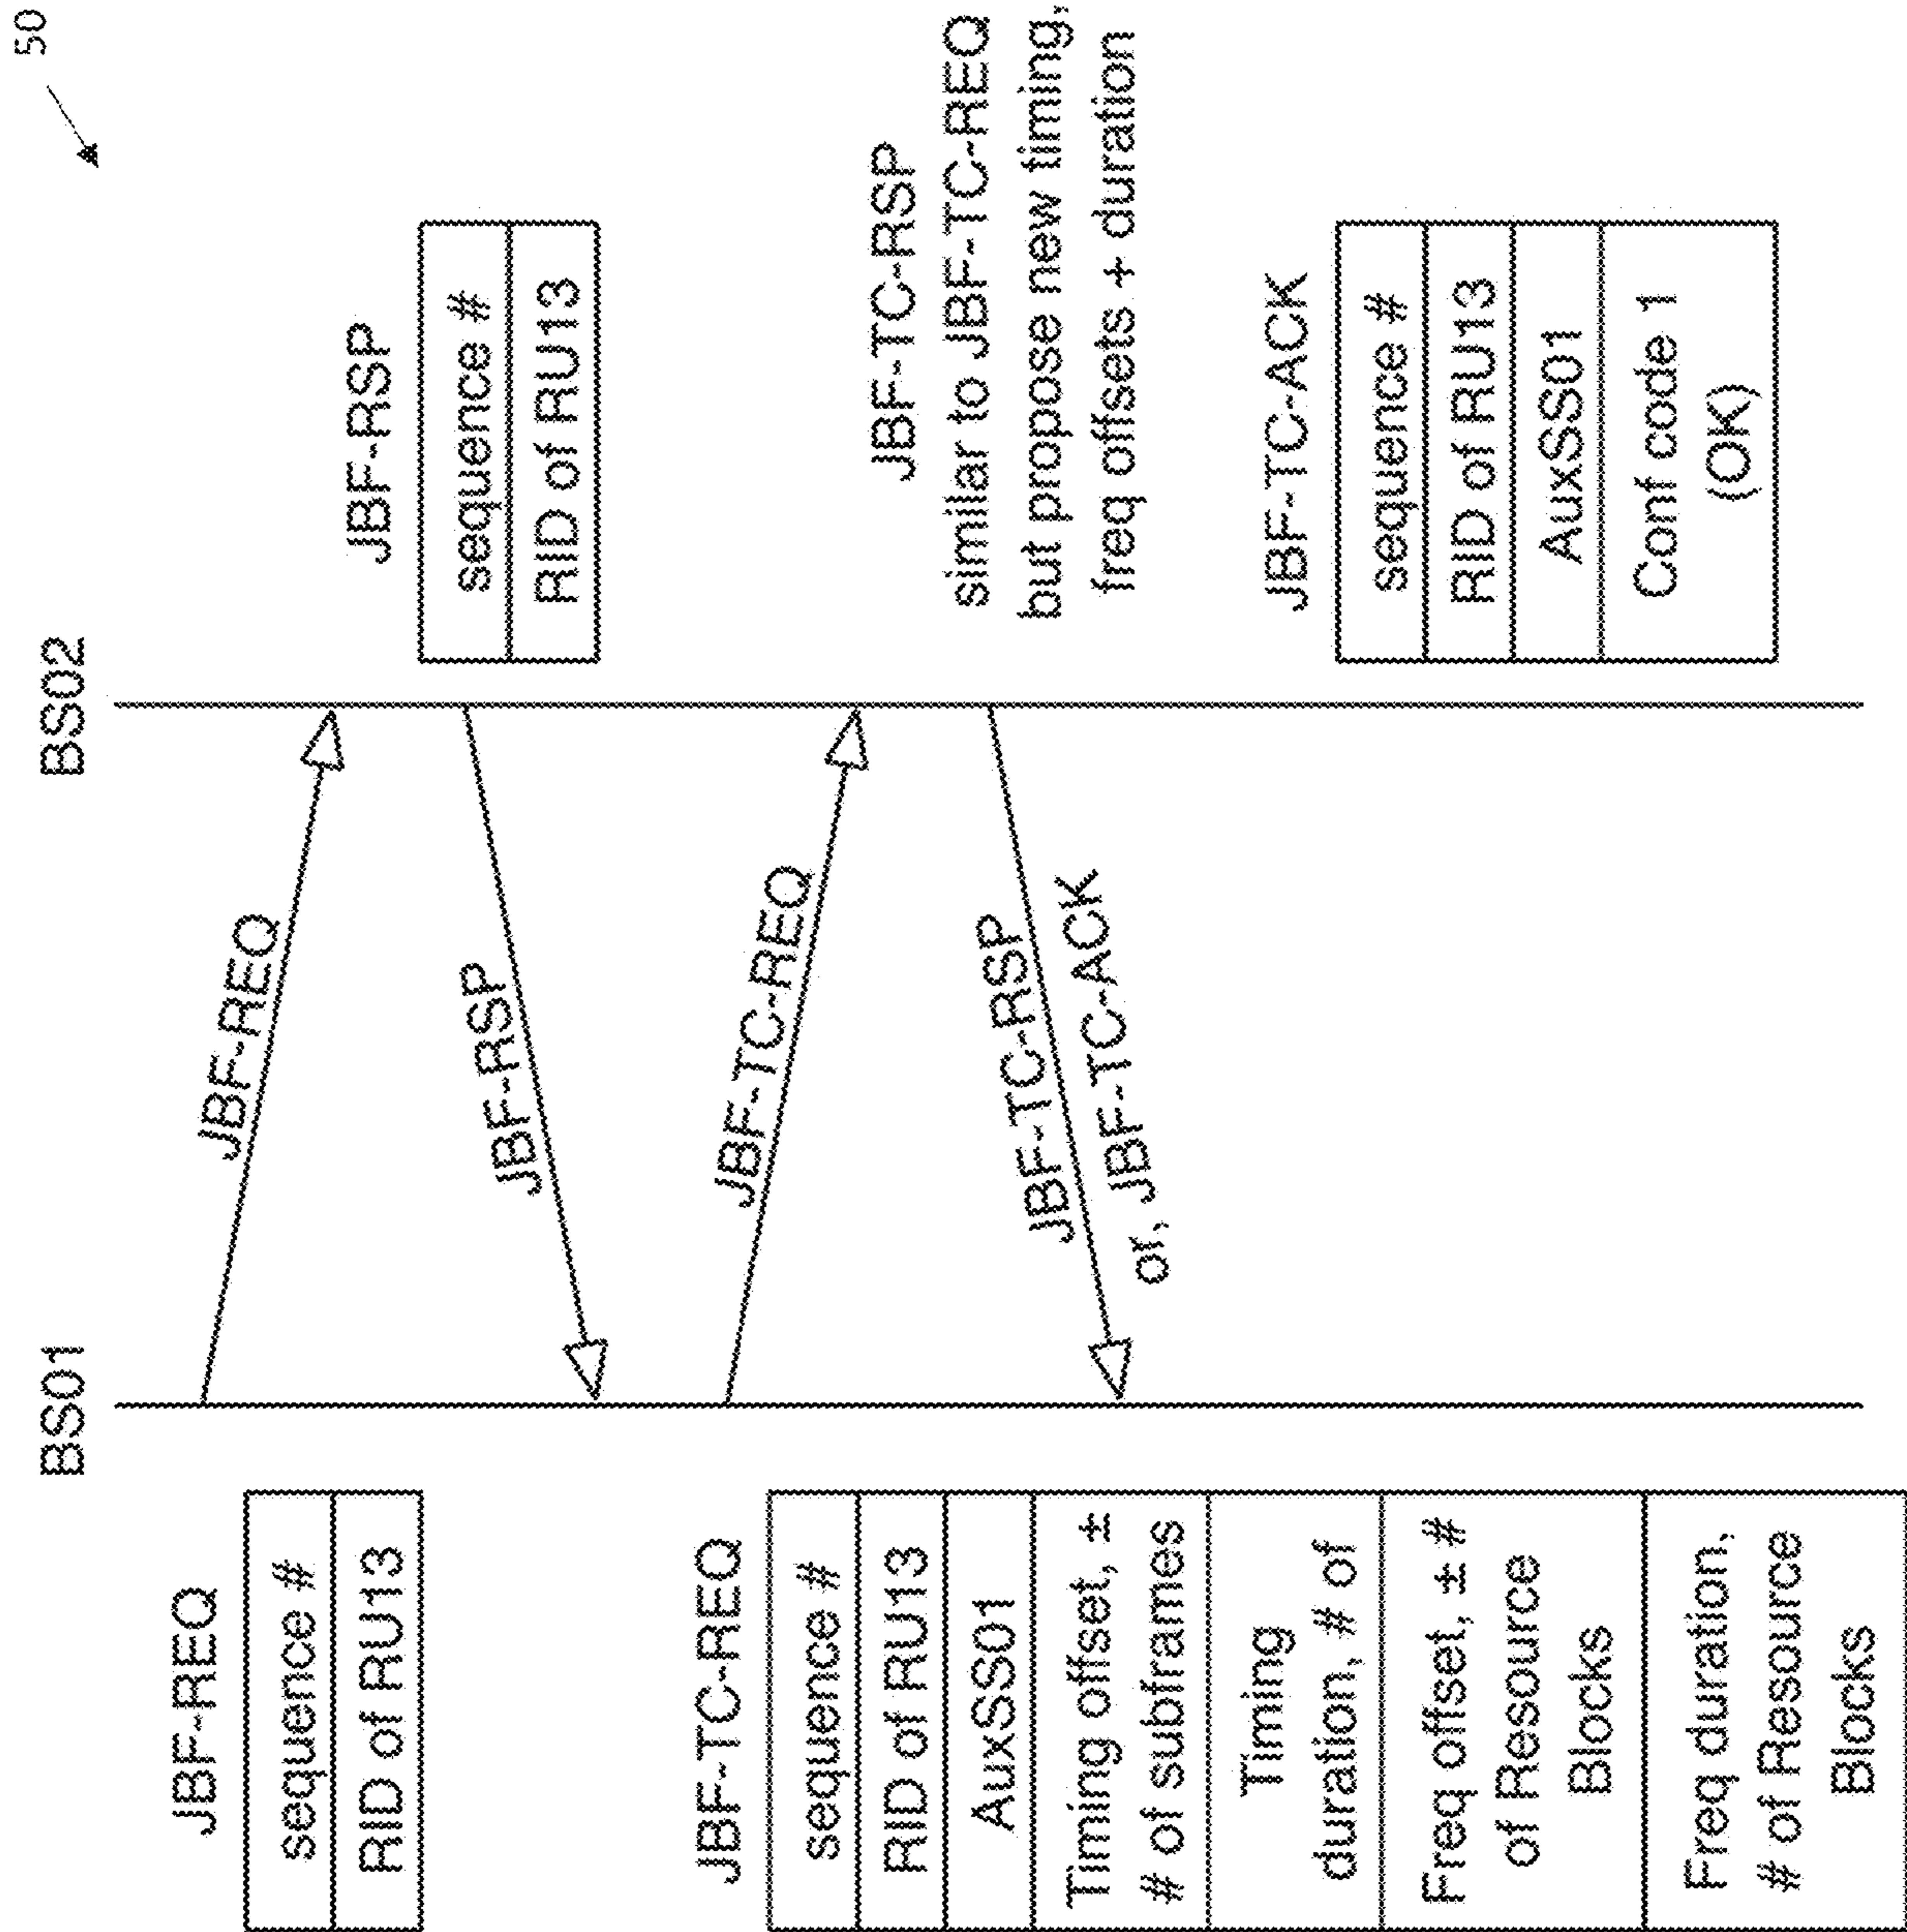 50
BS01
BS02
JBF-REQ
sequence #
RID of RU13
JBF-REQ
JBF-RSP
sequence #
RID of RU13
JBF-RSP
JBF-TC-REQ
sequence #
RID of RU13
AuxSS01
Timing offset, ±
# of subframes
Timing
duration, # of
Freq offset, ± #
of Resource
Blocks
Freq duration,
# of Resource
Blocks
JBF-TC-REQ
JBF-TC-RSP
or, JBF-TC-ACK
JBF-TC-RSP
similar to JBF-TC-REQ
but propose new timing,
freq offsets + duration
JBF-TC-ACK
sequence #
RID of RU13
AuxSS01
Conf code 1
(OK)